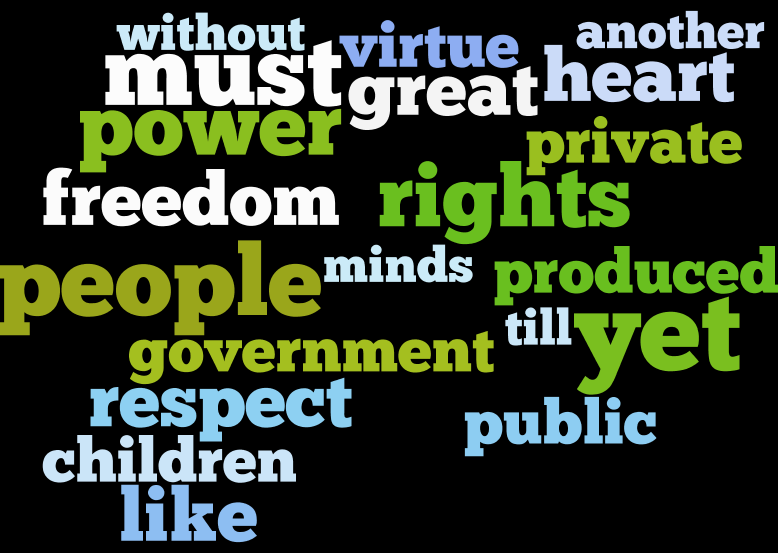 without virtue another
must great heart
power private
freedom rights
people minds produced
till yet
government
respect public
children
like